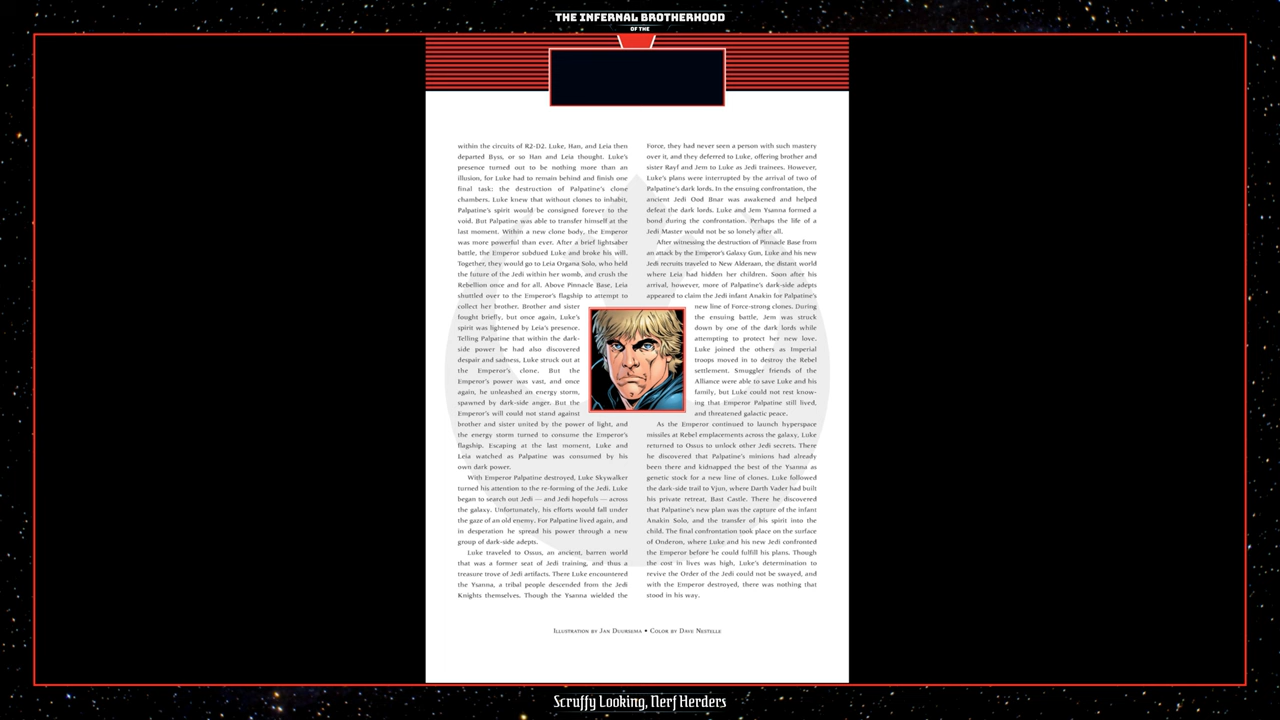 THE INFERNAL BROTHERHOOD
OF THE
within the circuits of R2-D2. Luke, Han, and Leia then
departed Byss, or so Han and Leia thought. Luke's
presence turned out to be nothing more than an
illusion, for Luke had to remain behind and finish one
final task: the destruction of Palpatine's clone
chambers. Luke knew that without clones to inhabit,
Palpatine's spirit would be consigned forever to the
void. But Palpatine was able to transfer himself at the
last moment. Within a new clone body, the Emperor
was more powerful than ever. After a brief lightsaber
battle, the Emperor subdued Luke and broke his will.
Together, they would go to Leia Organa Solo, who held
the future of the Jedi within her womb, and crush the
Rebellion once and for all. Above Pinnacle Base, Leia
shuttled over to the Emperor's flagship to attempt to
collect her brother. Brother and sister
fought briefly, but once again, Luke's
spirit was lightened by Leia's presence.
Telling Palpatine that within the dark-
side power he had also discovered
despair and sadness, Luke struck out at
the Emperor's clone. But the
Emperor's power was vast, and once
again, he unleashed an energy storm,
spawned by dark-side anger. But the
Emperor's will could not stand against
brother and sister united by the power of light, and
the energy storm turned to consume the Emperor's
flagship. Escaping at the last moment, Luke and
Leia watched as Palpatine was consumed by his
own dark power.
With Emperor Palpatine destroyed, Luke Skywalker
turned his attention to the re-forming of the Jedi. Luke
began to search out Jedi — and Jedi hopefuls — across
the galaxy. Unfortunately, his efforts would fall under
the gaze of an old enemy. For Palpatine lived again, and
in desperation he spread his power through a new
group of dark-side adepts.
Luke traveled to Ossus, an ancient, barren world
that was a former seat of Jedi training, and thus a
treasure trove of Jedi artifacts. There Luke encountered
the Ysanna, a tribal people descended from the Jedi
Knights themselves. Though the Ysanna wielded the
Force, they had never seen a person with such mastery
over it, and they deferred to Luke, offering brother and
sister Rayf and Jem to Luke as Jedi trainees. However,
Luke's plans were interrupted by the arrival of two of
Palpatine's dark lords. In the ensuing confrontation, the
ancient Jedi Ood Bnar was awakened and helped
defeat the dark lords. Luke and Jem Ysanna formed a
bond during the confrontation. Perhaps the life of a
Jedi Master would not be so lonely after all.
After witnessing the destruction of Pinnacle Base from
an attack by the Emperor's Galaxy Gun, Luke and his new
Jedi recruits traveled to New Alderaan, the distant world
where Leia had hidden her children. Soon after his
arrival, however, more of Palpatine's dark-side adepts
appeared to claim the Jedi infant Anakin for Palpatine's
new line of Force-strong clones. During
the ensuing battle, Jem was struck
down by one of the dark lords while
attempting to protect her new love.
Luke joined the others as Imperial
troops moved in to destroy the Rebel
settlement. Smuggler friends of the
Alliance were able to save Luke and his
family, but Luke could not rest know-
ing that Emperor Palpatine still lived,
and threatened galactic peace.
As the Emperor continued to launch hyperspace
missiles at Rebel emplacements across the galaxy, Luke
returned to Ossus to unlock other Jedi secrets. There
he discovered that Palpatine's minions had already
been there and kidnapped the best of the Ysanna as
genetic stock for a new line of clones. Luke followed
the dark-side trail to Vjun, where Darth Vader had built
his private retreat, Bast Castle. There he discovered
that Palpatine's new plan was the capture of the infant
Anakin Solo, and the transfer of his spirit into the
child. The final confrontation took place on the surface
of Onderon, where Luke and his new Jedi confronted
the Emperor before he could fulfill his plans. Though
the cost in lives was high, Luke's determination to
revive the Order of the Jedi could not be swayed, and
with the Emperor destroyed, there was nothing that
stood in his way.
Illustration by Jan Duursema • Color by Dave Nestelle
Scruffy Looking, Nerf Herders